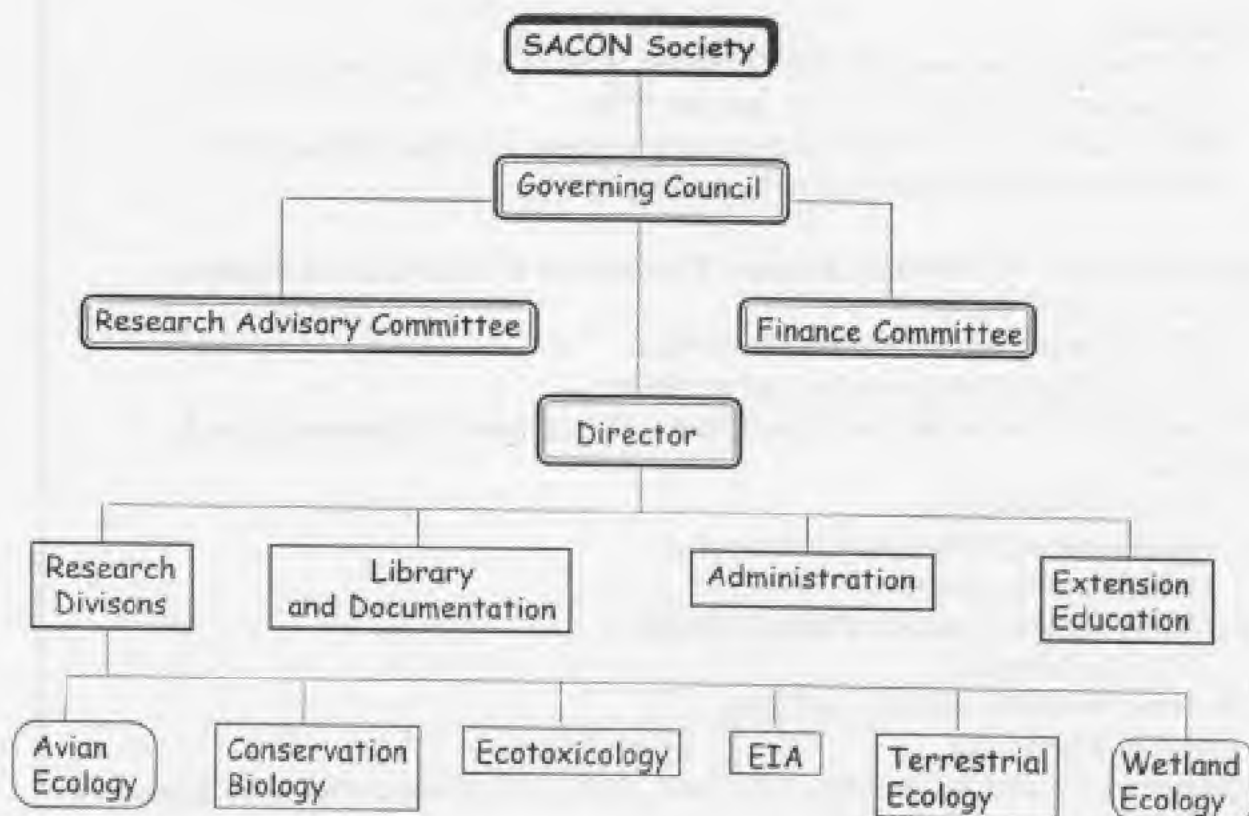 SACON Society
Governing Council
Research Advisory Committee
Finance Committee
Director
Research
Divisons
Library
and Documentation
Administration
Extension
Education
Avian
Ecology
Conservation
Biology
Ecotoxicology
EIA
Terrestrial
Ecology
Wetland
Ecology